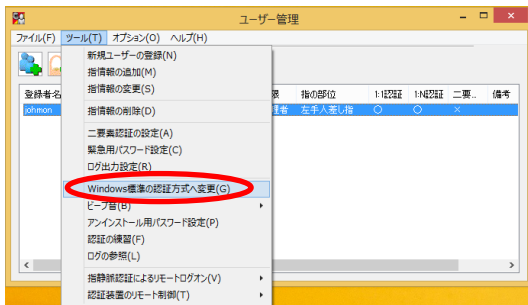 ユーザー管理
ファイル(F) ツール(T) オプション(O) ヘルプ(H)
新規ユーザーの登録(N)
指情報の追加(M)
指情報の変更(S)
指情報の削除(D)
二要素認証の設定(A)
緊急用パスワード設定(C)
ログ出力設定(R)
Windows標準の認証方式へ変更(G)
ビープ音(B)
アンインストール用パスワード設定(P)
認証の練習(F)
ログの参照(L)
指静脈認証によるリモートログオン(V)
認証装置のリモート制御(T)
登録者名 限 指の部位 1:1認証 1:N認証 二要... 備考
johmon 理者 左手人差し指 ○ ○ ×